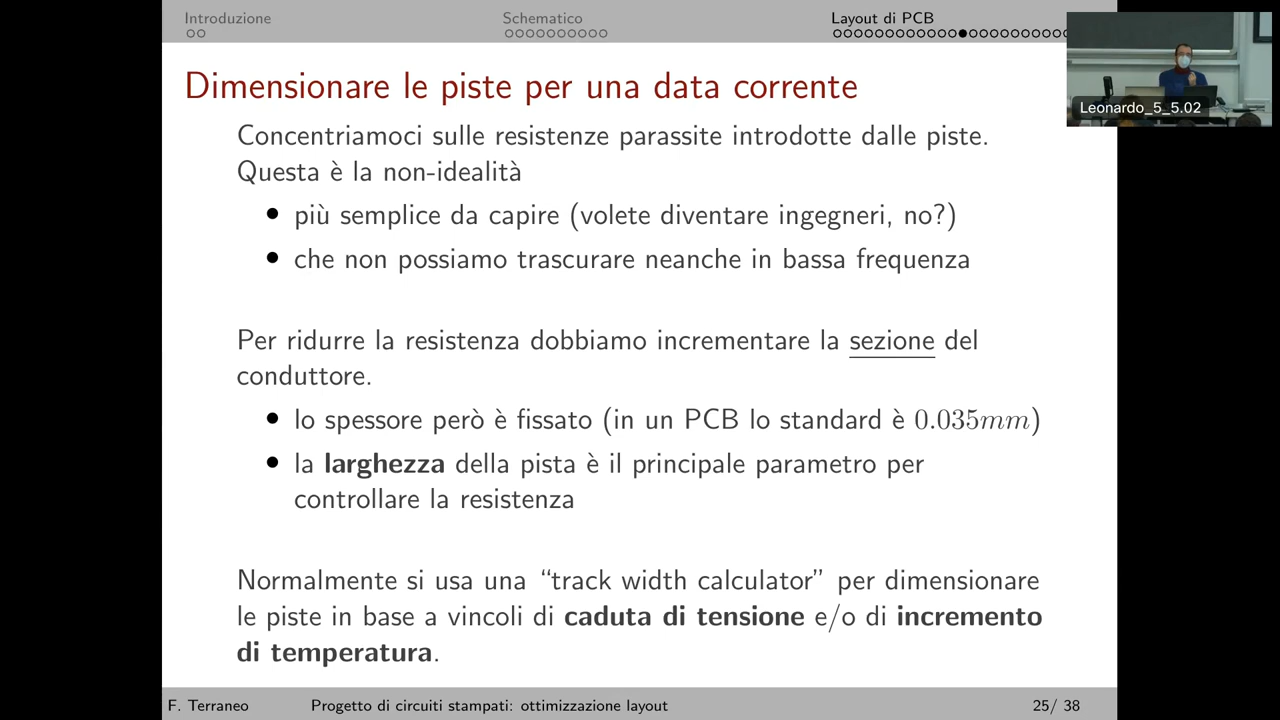 Introduzione
Schematico
Layout di PCB
Leonardo_5_5.02
Dimensionare le piste per una data corrente
Concentriamoci sulle resistenze parassite introdotte dalle piste.
Questa è la non-idealità
• più semplice da capire (volete diventare ingegneri, no?)
• che non possiamo trascurare neanche in bassa frequenza
Per ridurre la resistenza dobbiamo incrementare la sezione del
conduttore.
• lo spessore però è fissato (in un PCB lo standard è 0.035mm)
• la larghezza della pista è il principale parametro per
controllare la resistenza
Normalmente si usa una “track width calculator” per dimensionare
le piste in base a vincoli di caduta di tensione e/o di incremento
di temperatura.
F. Terraneo
Progetto di circuiti stampati: ottimizzazione layout
25/ 38